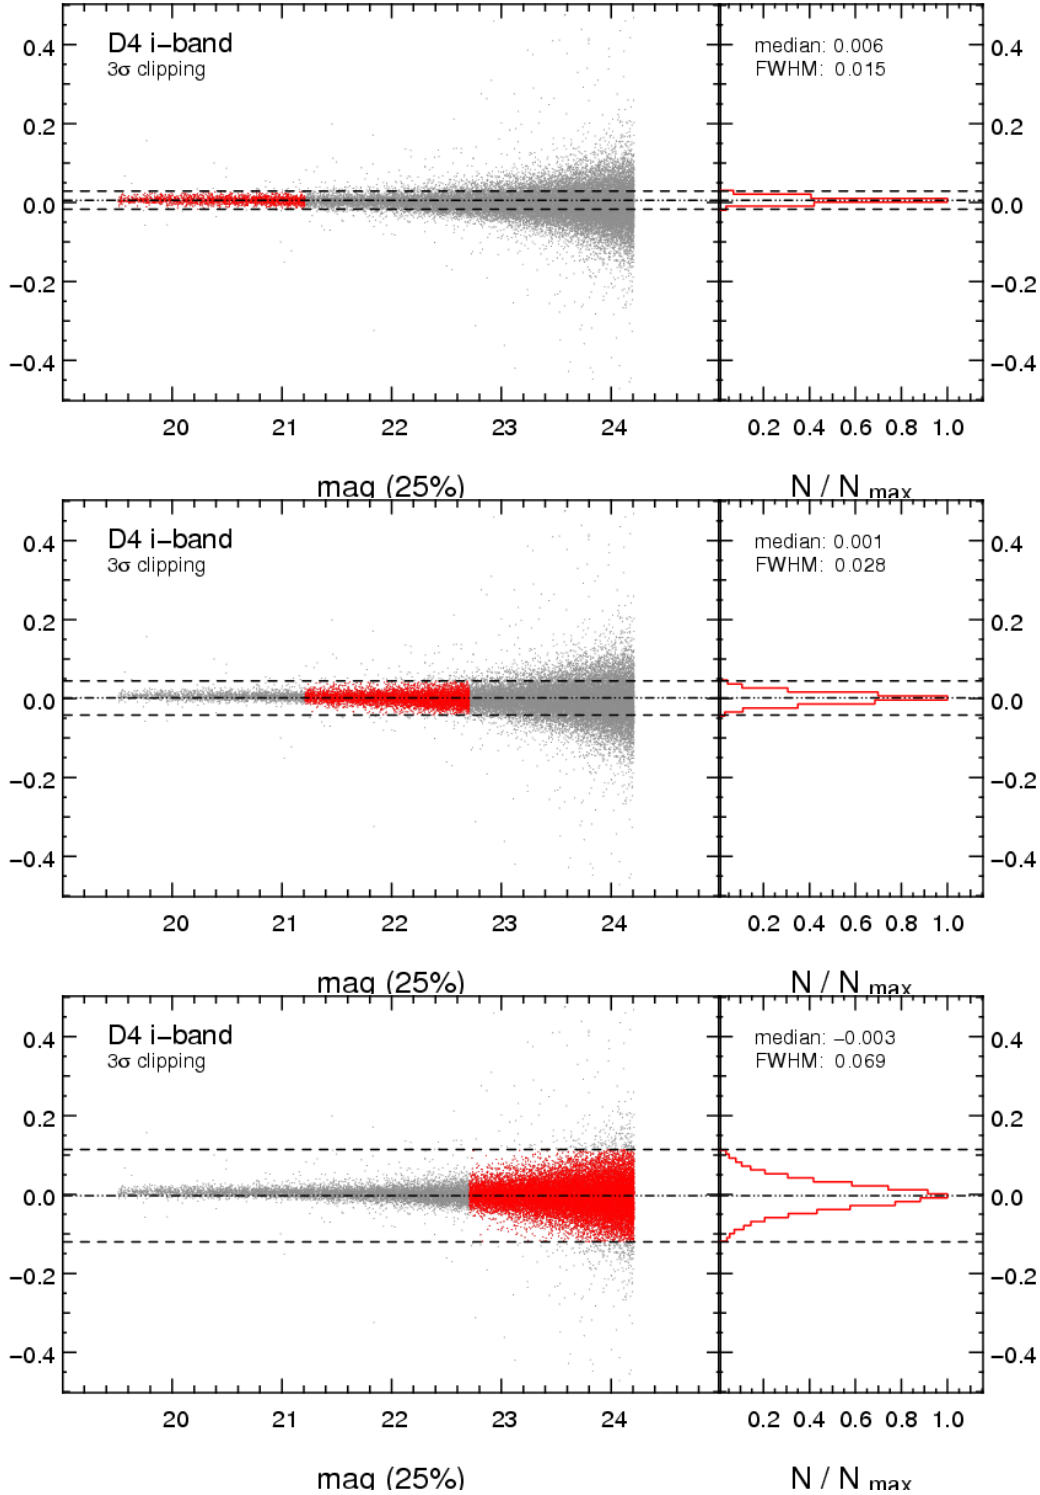 0.4
0.2
0.0
−0.2
−0.4
D4 i−band
3σ clipping
median: 0.006
FWHM: 0.015
0.4
0.2
0.0
−0.2
−0.4
20 21 22 23 24
0.2 0.4 0.6 0.8 1.0
mag (25%)
N / N max
0.4
0.2
0.0
−0.2
−0.4
D4 i−band
3σ clipping
median: 0.001
FWHM: 0.028
0.4
0.2
0.0
−0.2
−0.4
20 21 22 23 24
0.2 0.4 0.6 0.8 1.0
mag (25%)
N / N max
0.4
0.2
0.0
−0.2
−0.4
D4 i−band
3σ clipping
median: −0.003
FWHM: 0.069
0.4
0.2
0.0
−0.2
−0.4
20 21 22 23 24
0.2 0.4 0.6 0.8 1.0
mag (25%)
N / N max